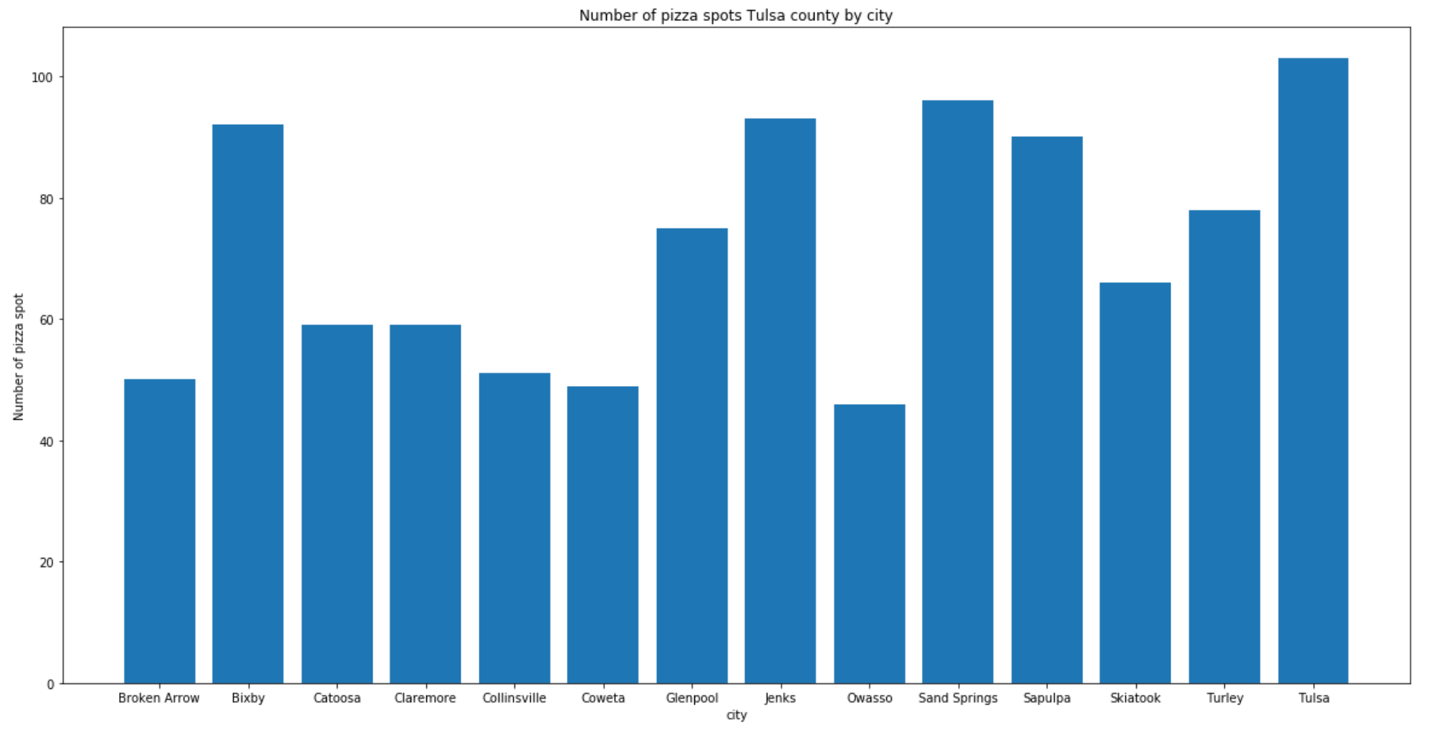 Number of pizza spots Tulsa county by city
Number of pizza spot
100
80
60
40
20
0
Broken Arrow Bixby Catoosa Claremore Collinsville Coweta Glenpool Jenks Owasso Sand Springs Sapulpa Skiatook Turley Tulsa
city